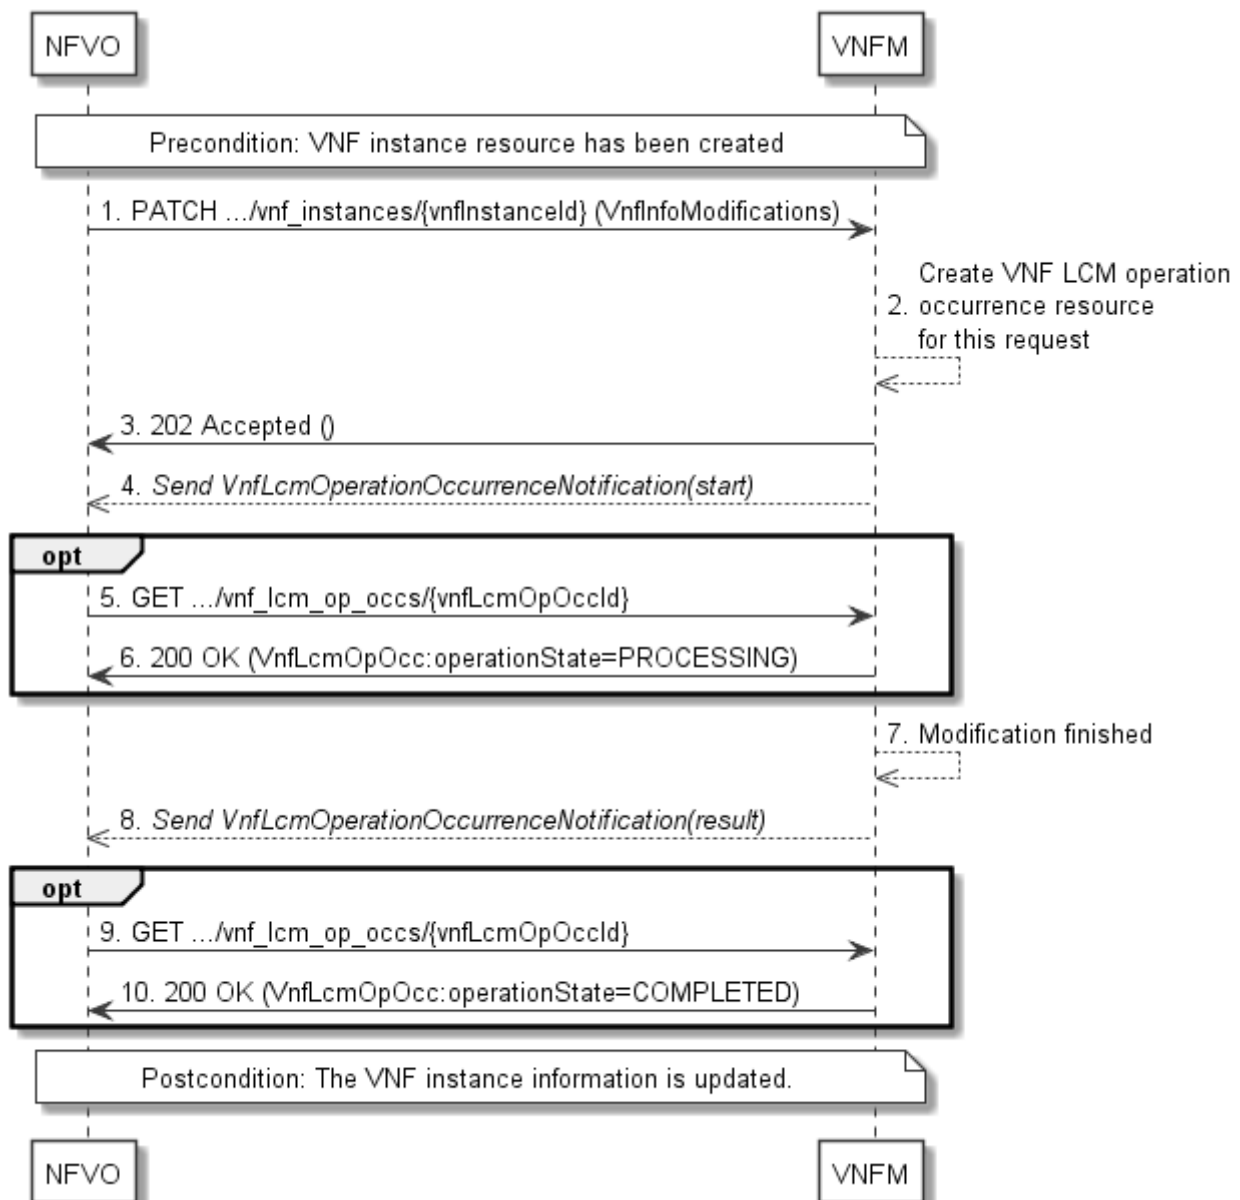 NFVO VNFM
Precondition: VNF instance resource has been created
1. PATCH .../vnf_instances/{vnfInstanceId} (VnfInfoModifications)
Create VNF LCM operation
2. occurrence resource
for this request
3. 202 Accepted ()
4. Send VnfLcmOperationOccurrenceNotification(start)
opt
5. GET .../vnf_lcm_op_occs/{vnfLcmOpOccId}
6. 200 OK (VnfLcmOpOcc:operationState=PROCESSING)
7. Modification finished
8. Send VnfLcmOperationOccurrenceNotification(result)
opt
9. GET .../vnf_lcm_op_occs/{vnfLcmOpOccId}
10. 200 OK (VnfLcmOpOcc:operationState=COMPLETED)
Postcondition: The VNF instance information is updated.
NFVO VNFM